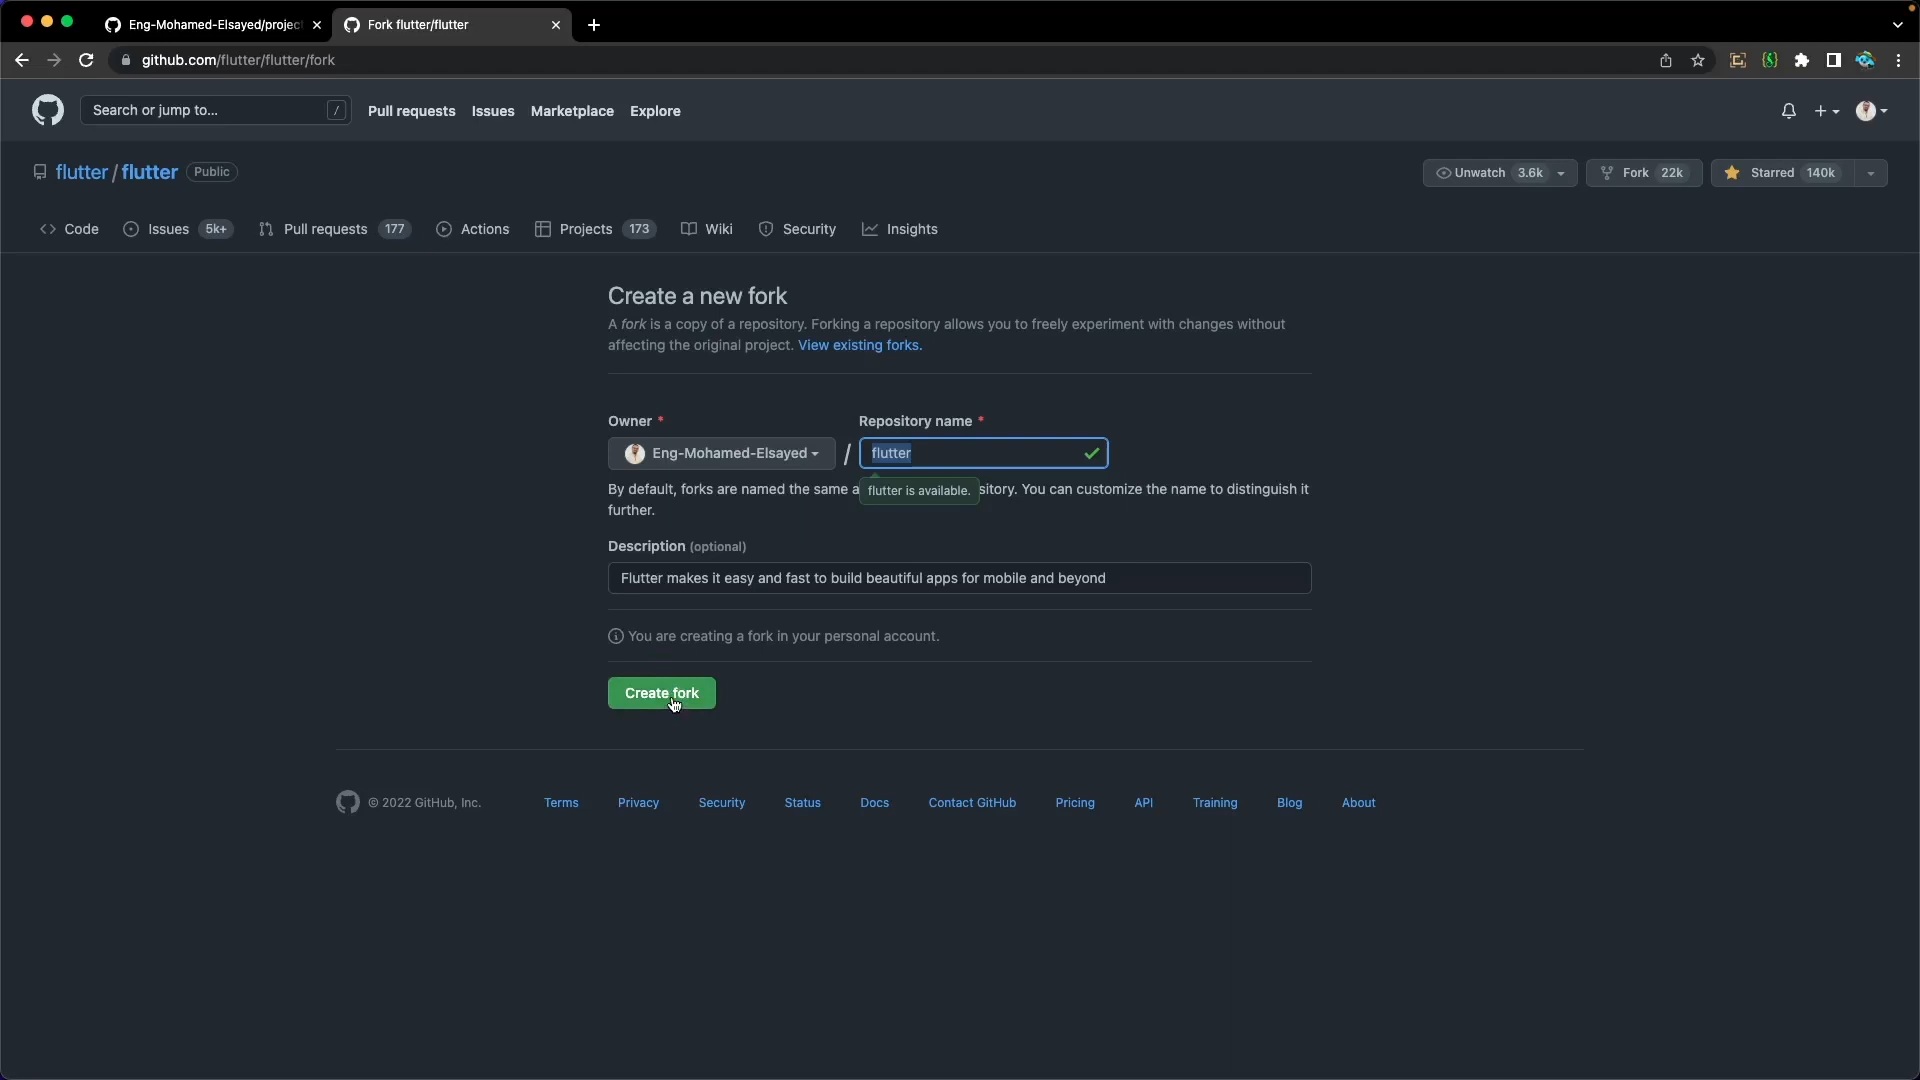 Eng-Mohamed-Elsayed/projec
Fork flutter/flutter
github.com/flutter/flutter/fork
Search or jump to... /
Pull requests Issues Marketplace Explore
flutter / flutter Public
Unwatch 3.6k Fork 22k Starred 140k
Code Issues 5k+ Pull requests 177 Actions Projects 173 Wiki Security Insights
Create a new fork
A fork is a copy of a repository. Forking a repository allows you to freely experiment with changes without
affecting the original project. View existing forks.
Owner * Repository name *
Eng-Mohamed-Elsayed / flutter
By default, forks are named the same a flutter is available. sitory. You can customize the name to distinguish it
further.
Description (optional)
Flutter makes it easy and fast to build beautiful apps for mobile and beyond
You are creating a fork in your personal account.
Create fork
© 2022 GitHub, Inc. Terms Privacy Security Status Docs Contact GitHub Pricing API Training Blog About